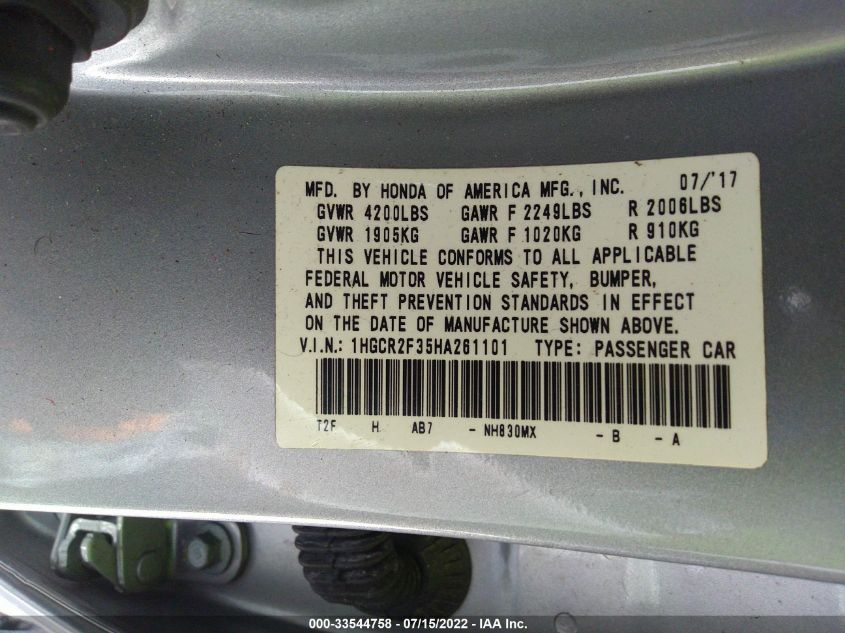 MFD. BY HONDA OF AMERICA MFG., INC. 07/'17
GVWR 4200LBS GAWR F 2249LBS R 2006LBS
GVWR 1905KG GAWR F 1020KG R 910KG
THIS VEHICLE CONFORMS TO ALL APPLICABLE
FEDERAL MOTOR VEHICLE SAFETY, BUMPER,
AND THEFT PREVENTION STANDARDS IN EFFECT
ON THE DATE OF MANUFACTURE SHOWN ABOVE.
V.I.N.: 1HGCR2F35HA261101 TYPE: PASSENGER CAR
T2F H AB7 - NH830MX - B - A
000-33544758 - 07/15/2022 - IAA Inc.